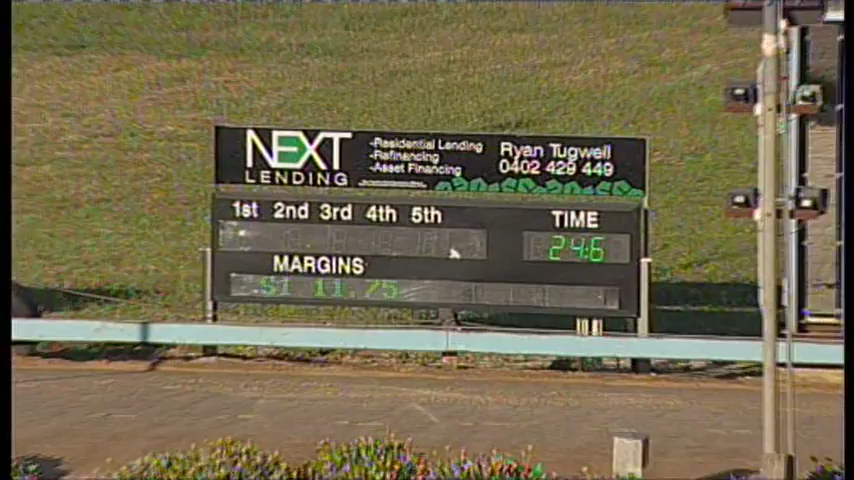 NEXT
LENDING
-Residential Lending
-Refinancing
-Asset Financing
Ryan Tugwell
0402 429 449
1st 2nd 3rd 4th 5th
TIME
24:6
MARGINS
S1 11.75